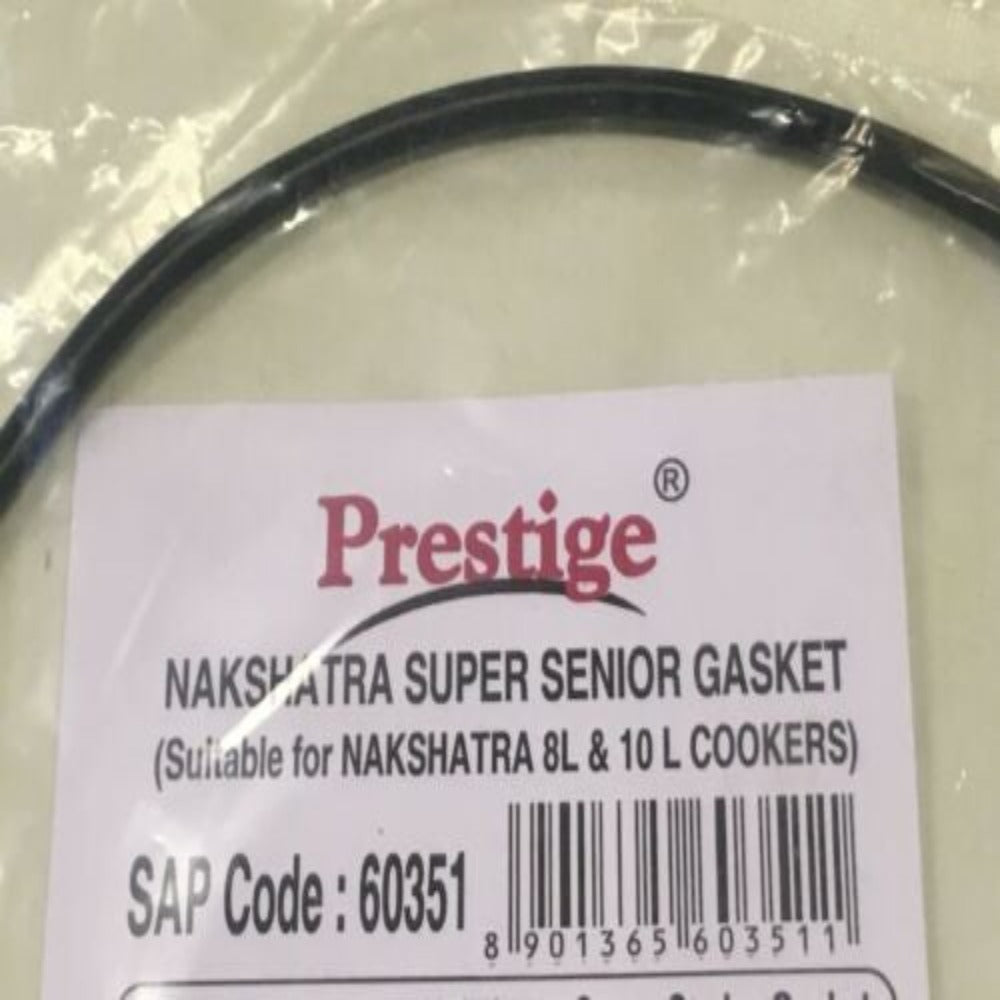 Prestige®
NAKSHATRA SUPER SENIOR GASKET
(Suitable for NAKSHATRA 8L & 10 L COOKERS)
SAP Code : 60351
8 901365 603511